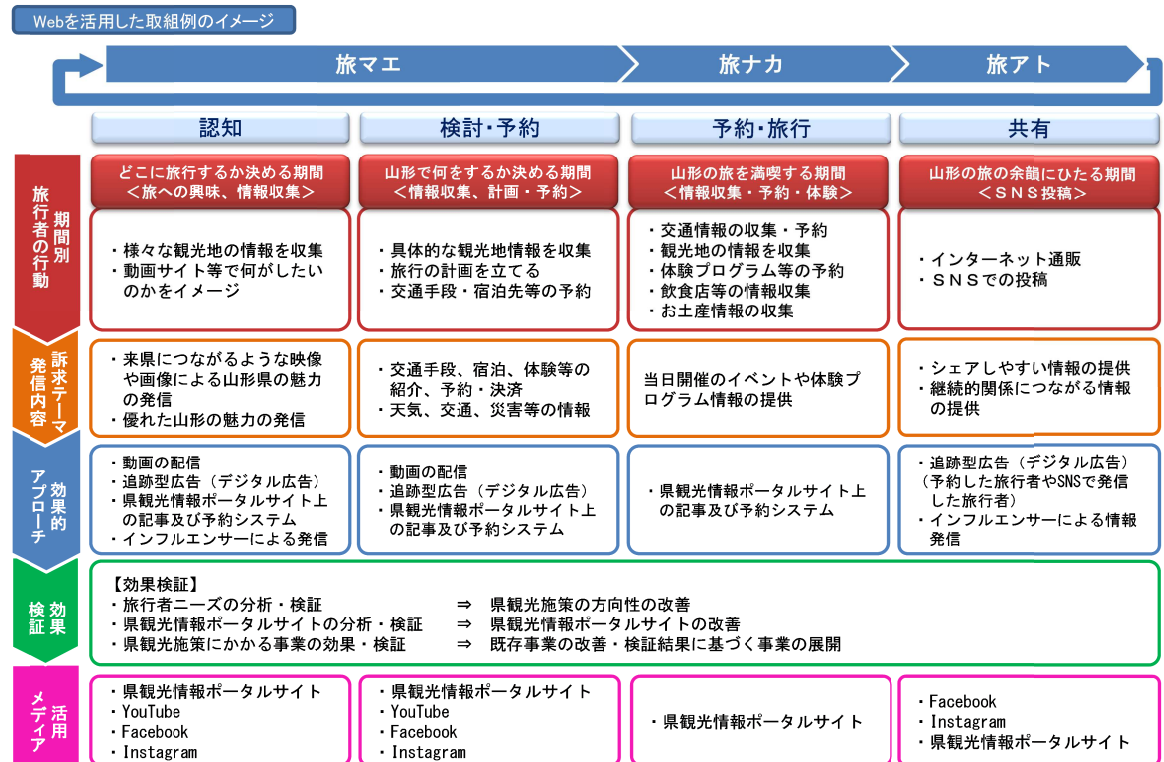 Webを活用した取組例のイメージ
旅マエ
旅ナカ
旅アト
認知
検討・予約
予約・旅行
共有
期間別
旅行者の行動
どこに旅行するか決める期間
＜旅への興味、情報収集＞
・様々な観光地の情報を収集
・動画サイト等で何がしたい
のかをイメージ
山形で何をするか決める期間
＜情報収集、計画・予約＞
・具体的な観光地情報を収集
・旅行の計画を立てる
・交通手段・宿泊先等の予約
山形の旅を満喫する期間
＜情報収集・予約・体験＞
・交通情報の収集・予約
・観光地の情報を収集
・体験プログラム等の予約
・飲食店等の情報収集
・お土産情報の収集
山形の旅の余韻にひたる期間
＜ＳＮＳ投稿＞
・インターネット通販
・ＳＮＳでの投稿
訴求テーマ
発信内容
・来県につながるような映像
や画像による山形県の魅力
の発信
・優れた山形の魅力の発信
・交通手段、宿泊、体験等の
紹介、予約・決済
・天気、交通、災害等の情報
当日開催のイベントや体験プ
ログラム情報の提供
・シェアしやすい情報の提供
・継続的関係につながる情報
の提供
効果的
アプローチ
・動画の配信
・追跡型広告（デジタル広告）
・県観光情報ポータルサイト上
の記事及び予約システム
・インフルエンサーによる発信
・動画の配信
・追跡型広告（デジタル広告）
・県観光情報ポータルサイト上
の記事及び予約システム
・県観光情報ポータルサイト上
の記事及び予約システム
・追跡型広告（デジタル広告）
（予約した旅行者やSNSで発信
した旅行者）
・インフルエンサーによる情報
発信
効果
検証
【効果検証】
・旅行者ニーズの分析・検証 ⇒ 県観光施策の方向性の改善
・県観光情報ポータルサイトの分析・検証 ⇒ 県観光情報ポータルサイトの改善
・県観光施策にかかる事業の効果・検証 ⇒ 既存事業の改善・検証結果に基づく事業の展開
活用
メディア
・県観光情報ポータルサイト
・YouTube
・Facebook
・Instagram
・県観光情報ポータルサイト
・YouTube
・Facebook
・Instagram
・県観光情報ポータルサイト
・Facebook
・Instagram
・県観光情報ポータルサイト